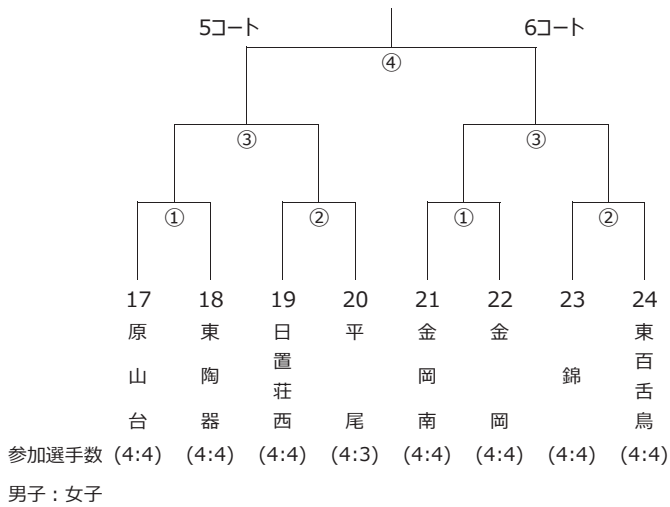 5コート 6コート
④
③ ③
① ② ① ②
17 18 19 20 21 22 23 24
原山台 東陶器 日置荘西 平尾 金岡南 金岡 錦 東百舌鳥
参加選手数 (4:4) (4:4) (4:4) (4:3) (4:4) (4:4) (4:4) (4:4)
男子：女子